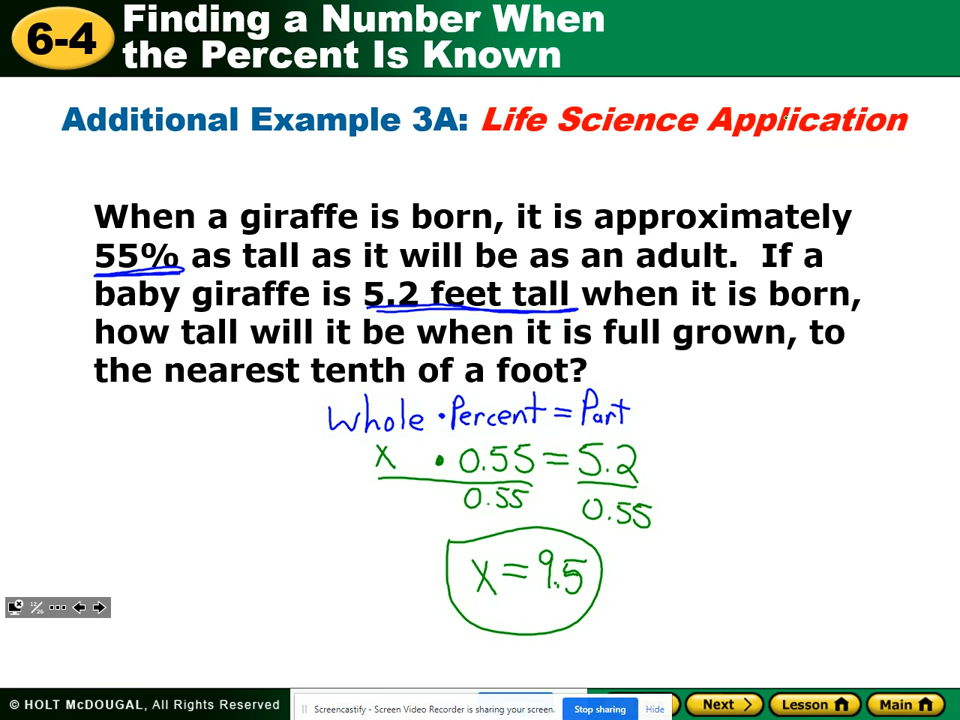 6-4
Finding a Number When
the Percent Is Known
Additional Example 3A: Life Science Application
When a giraffe is born, it is approximately
55% as tall as it will be as an adult.  If a
baby giraffe is 5.2 feet tall when it is born,
how tall will it be when it is full grown, to
the nearest tenth of a foot?
Whole · Percent = Part
x · 0.55 = 5.2
0.55 0.55
x = 9.5
12/26
© HOLT McDOUGAL, All Rights Reserved
Screencastify - Screen Video Recorder is sharing your screen.
Stop sharing
Hide
Next
Lesson
Main